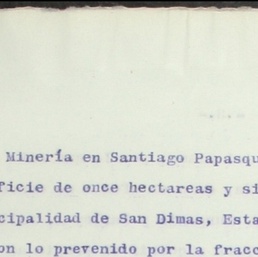 Minería en Santiago Papasqu
ficie de once hectareas y si
cipalidad de San Dimas, Esta
on lo prevenido por la fracc